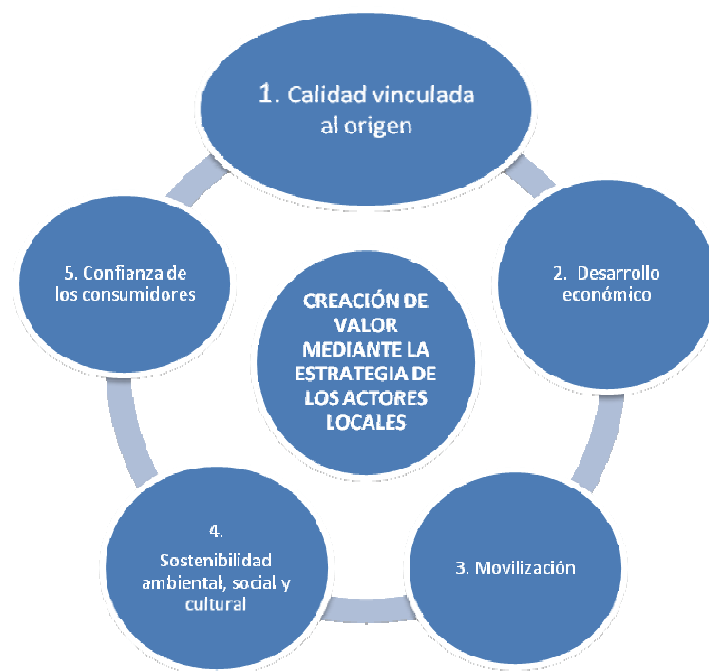 1. Calidad vinculada
al origen
2. Desarrollo
económico
3. Movilización
4.
Sostenibilidad
ambiental, social y
cultural
5. Confianza de
los consumidores
CREACIÓN DE
VALOR
MEDIANTE LA
ESTRATEGIA DE
LOS ACTORES
LOCALES